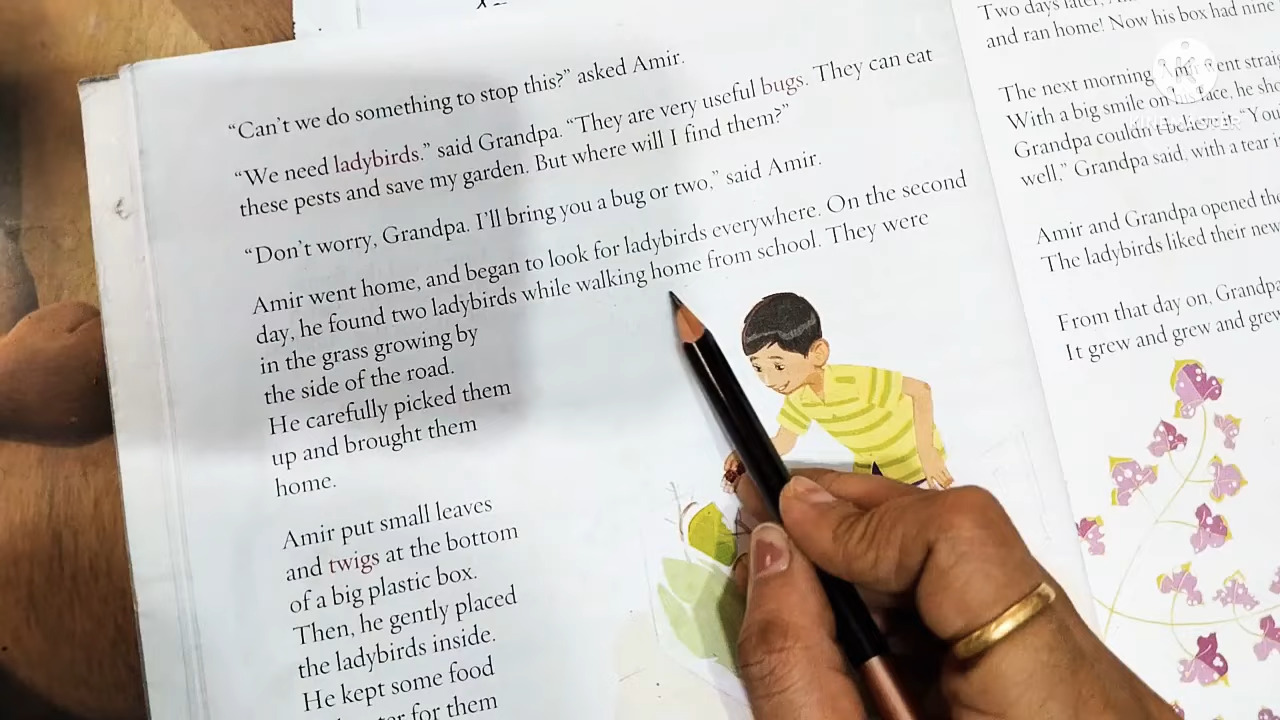 "Can't we do something to stop this?" asked Amir.
"We need ladybirds." said Grandpa. "They are very useful bugs. They can eat
these pests and save my garden. But where will I find them?"
"Don't worry, Grandpa. I'll bring you a bug or two," said Amir.
Amir went home, and began to look for ladybirds everywhere. On the second
day, he found two ladybirds while walking home from school. They were
in the grass growing by
the side of the road.
He carefully picked them
up and brought them
home.
Amir put small leaves
and twigs at the bottom
of a big plastic box.
Then, he gently placed
the ladybirds inside.
He kept some food
for them
Two days later,
and ran home! Now his box had nine
The next morning, Amir went
With a big smile on his face, he
Grandpa couldn't believe it. "You
well," Grandpa said, with a tear
Amir and Grandpa opened the
The ladybirds liked their new
From that day on, Grandpa
It grew and grew and grew
KINEMASTER